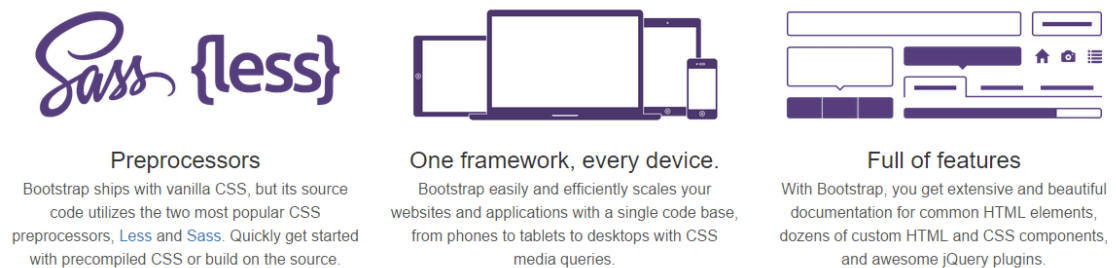 Sass {less}
Preprocessors
Bootstrap ships with vanilla CSS, but its source
code utilizes the two most popular CSS
preprocessors, Less and Sass. Quickly get started
with precompiled CSS or build on the source.
One framework, every device.
Bootstrap easily and efficiently scales your
websites and applications with a single code base,
from phones to tablets to desktops with CSS
media queries.
Full of features
With Bootstrap, you get extensive and beautiful
documentation for common HTML elements,
dozens of custom HTML and CSS components,
and awesome jQuery plugins.